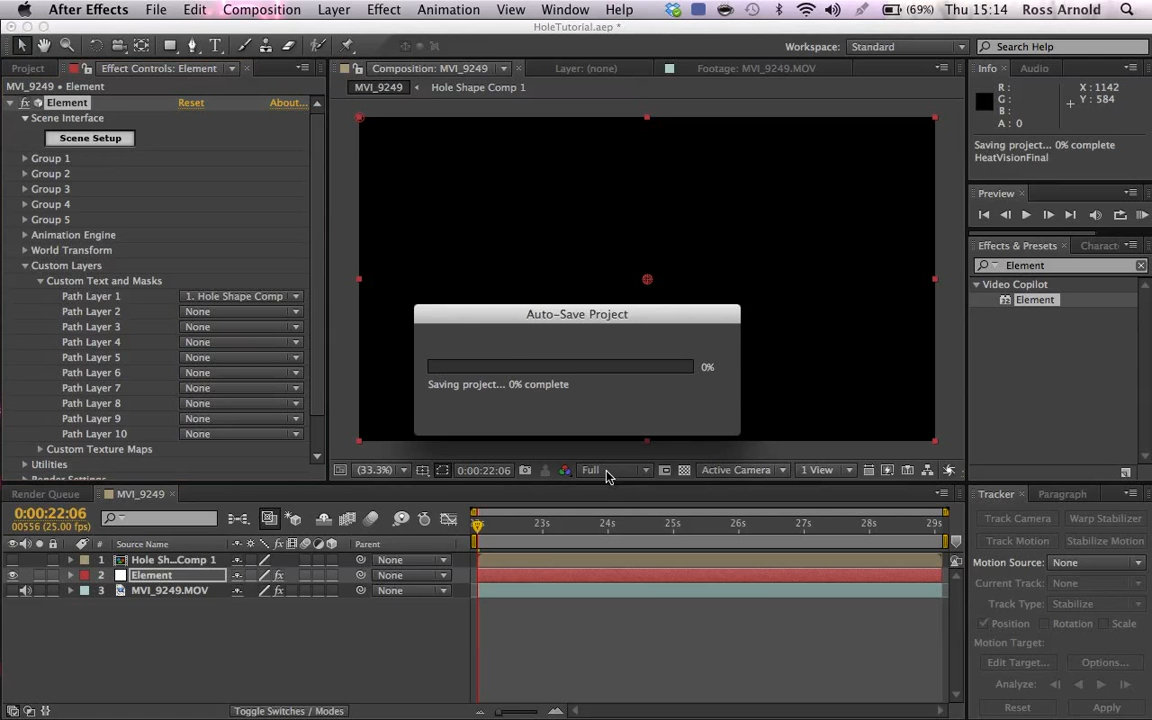 After Effects File Edit Composition Layer Effect Animation View Window Help (69%) Thu 15:14 Ross Arnold
HoleTutorial.aep *
Workspace: Standard Search Help
Project Effect Controls: Element
MVI_9249 • Element
fx Element Reset About...
Scene Interface
Scene Setup
Group 1
Group 2
Group 3
Group 4
Group 5
Animation Engine
World Transform
Custom Layers
Custom Text and Masks
Path Layer 1 1. Hole Shape Comp
Path Layer 2 None
Path Layer 3 None
Path Layer 4 None
Path Layer 5 None
Path Layer 6 None
Path Layer 7 None
Path Layer 8 None
Path Layer 9 None
Path Layer 10 None
Custom Texture Maps
Utilities
Render Settings
Composition: MVI_9249 Layer: (none) Footage: MVI_9249.MOV
MVI_9249 Hole Shape Comp 1
Auto-Save Project
0%
Saving project... 0% complete
(33.3%) 0:00:22:06 Full Active Camera 1 View
Info Audio
R: X: 1142
G: Y: 584
B:
A: 0
Saving project... 0% complete
HeatVisionFinal
Preview
Effects & Presets Charact
Element
Video Copilot
Element
Render Queue MVI_9249
0:00:22:06
00556 (25.00 fps)
23s 24s 25s 26s 27s 28s 29s
# Source Name fx Parent
1 Hole Sh...Comp 1 None
2 Element fx None
3 MVI_9249.MOV fx None
Toggle Switches / Modes
Tracker Paragraph
Track Camera Warp Stabilizer
Track Motion Stabilize Motion
Motion Source: None
Current Track: None
Track Type: Stabilize
Position Rotation Scale
Motion Target:
Edit Target... Options...
Analyze:
Reset Apply